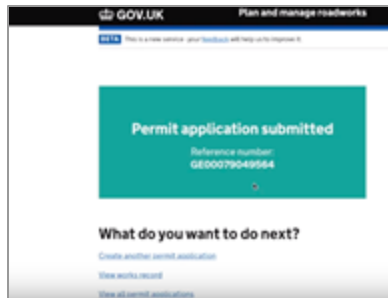 GOV.UK
Plan and manage roadworks
BETA This is a new service - your feedback will help us to improve it.
Permit application submitted
Reference number:
GE00079049564
What do you want to do next?
Create another permit application
View works record
View all permit applications